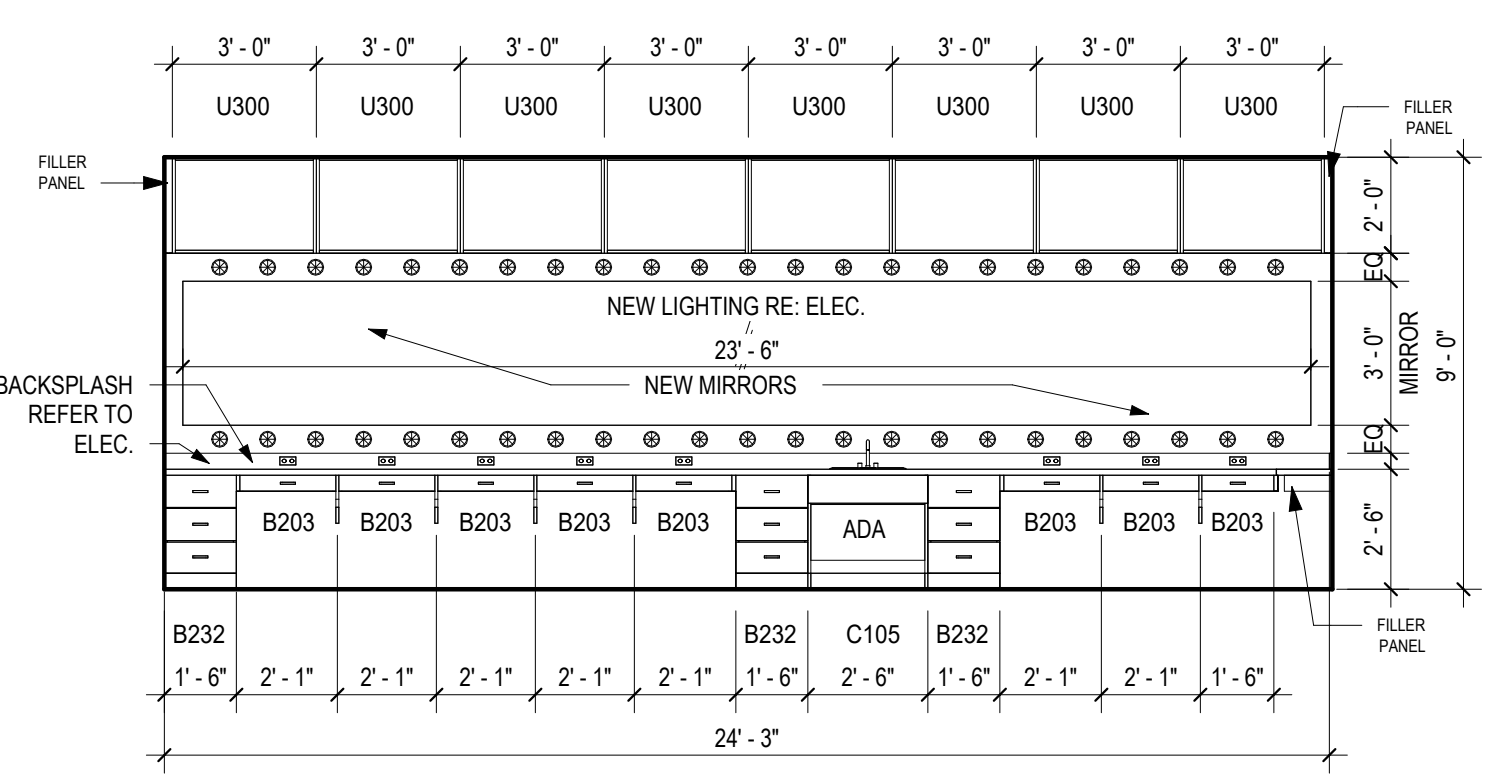 3' - 0" 3' - 0" 3' - 0" 3' - 0" 3' - 0" 3' - 0" 3' - 0" 3' - 0"
U300 U300 U300 U300 U300 U300 U300 U300
FILLER
PANEL
FILLER
PANEL
2' - 0"
EQ
3' - 0"
MIRROR
9' - 0"
EQ
2' - 6"
NEW LIGHTING RE: ELEC.
23' - 6"
NEW MIRRORS
BACKSPLASH
REFER TO
ELEC.
B203 B203 B203 B203 B203 ADA B203 B203 B203
FILLER
PANEL
B232 B232 C105 B232
1' - 6" 2' - 1" 2' - 1" 2' - 1" 2' - 1" 2' - 1" 1' - 6" 2' - 6" 1' - 6" 2' - 1" 2' - 1" 1' - 6"
24' - 3"